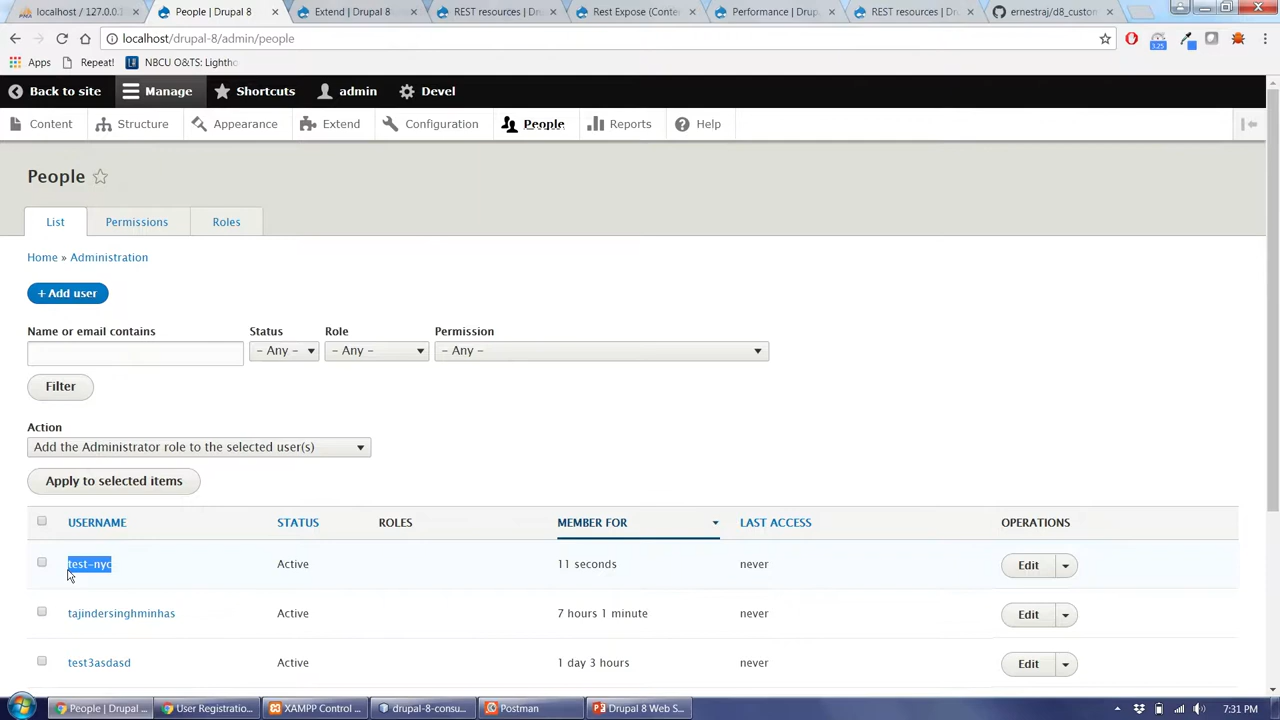 localhost / 127.0.0.1
People | Drupal 8
Extend | Drupal 8
REST resources | Drup
Rest Expose (Conte
Performance | Drupal
REST resources | Drup
ernestraj/d8_custom
localhost/drupal-8/admin/people
3.25
Apps
Repeat!
NBCU O&TS: Lightho
Back to site
Manage
Shortcuts
admin
Devel
Content
Structure
Appearance
Extend
Configuration
People
Reports
Help
People
List
Permissions
Roles
Home » Administration
+ Add user
Name or email contains
Status
Role
Permission
– Any –
– Any –
– Any –
Filter
Action
Add the Administrator role to the selected user(s)
Apply to selected items
USERNAME
STATUS
ROLES
MEMBER FOR
LAST ACCESS
OPERATIONS
test-nyc
Active
11 seconds
never
Edit
tajindersinghminhas
Active
7 hours 1 minute
never
Edit
test3asdasd
Active
1 day 3 hours
never
Edit
People | Drupal ...
User Registratio...
XAMPP Control ...
drupal-8-consu...
Postman
Drupal 8 Web S...
7:31 PM